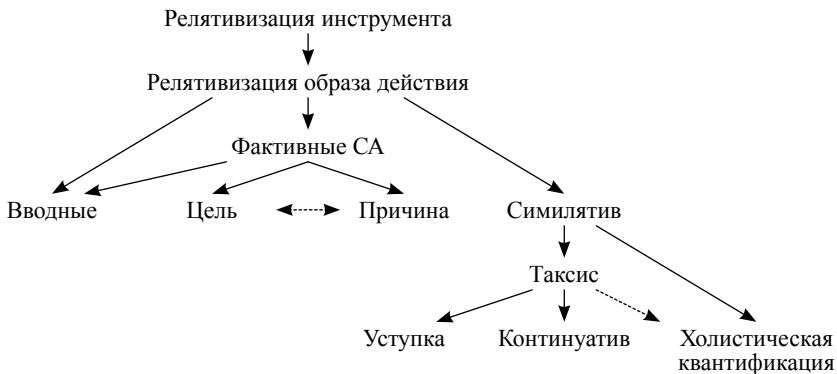 Релятивизация инструмента
Релятивизация образа действия
Фактивные СА
Вводные
Цель
Причина
Симилятив
Таксис
Уступка
Континуатив
Холистическая
квантификация